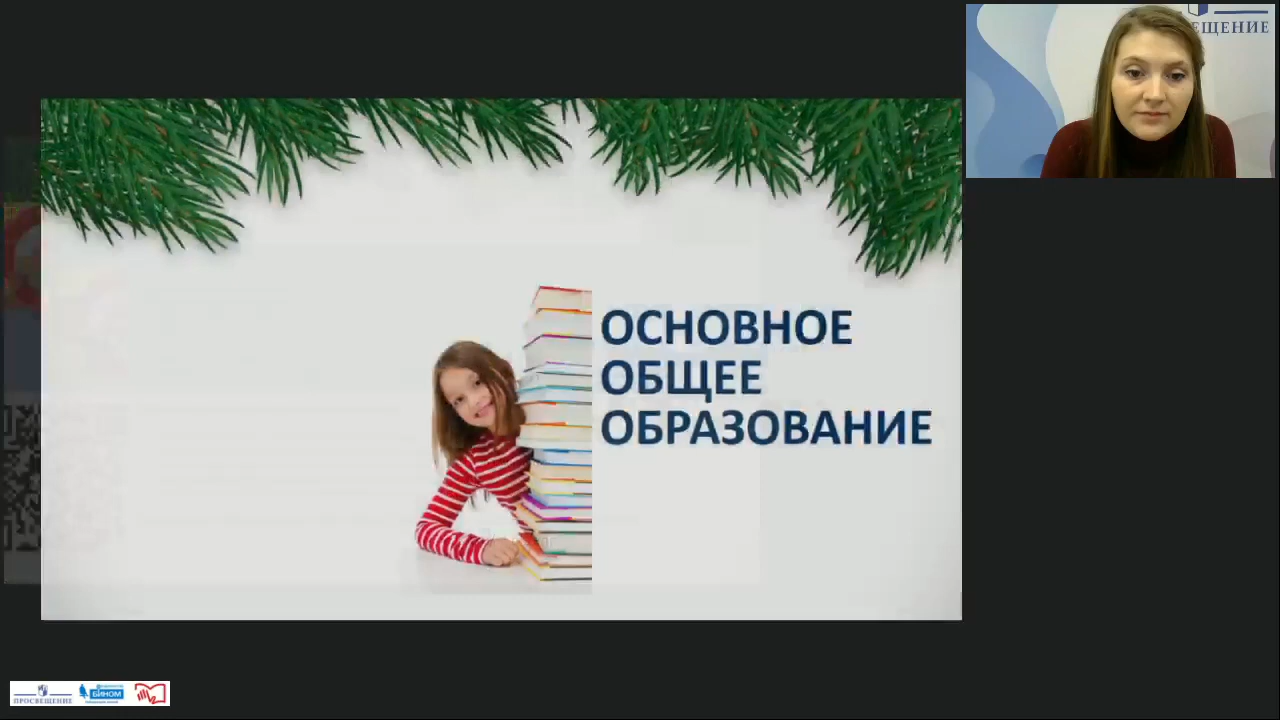 ЕЩЕНИЕ
ОСНОВНОЕ
ОБЩЕЕ
ОБРАЗОВАНИЕ
ПРОСВЕЩЕНИЕ
БИНОМ